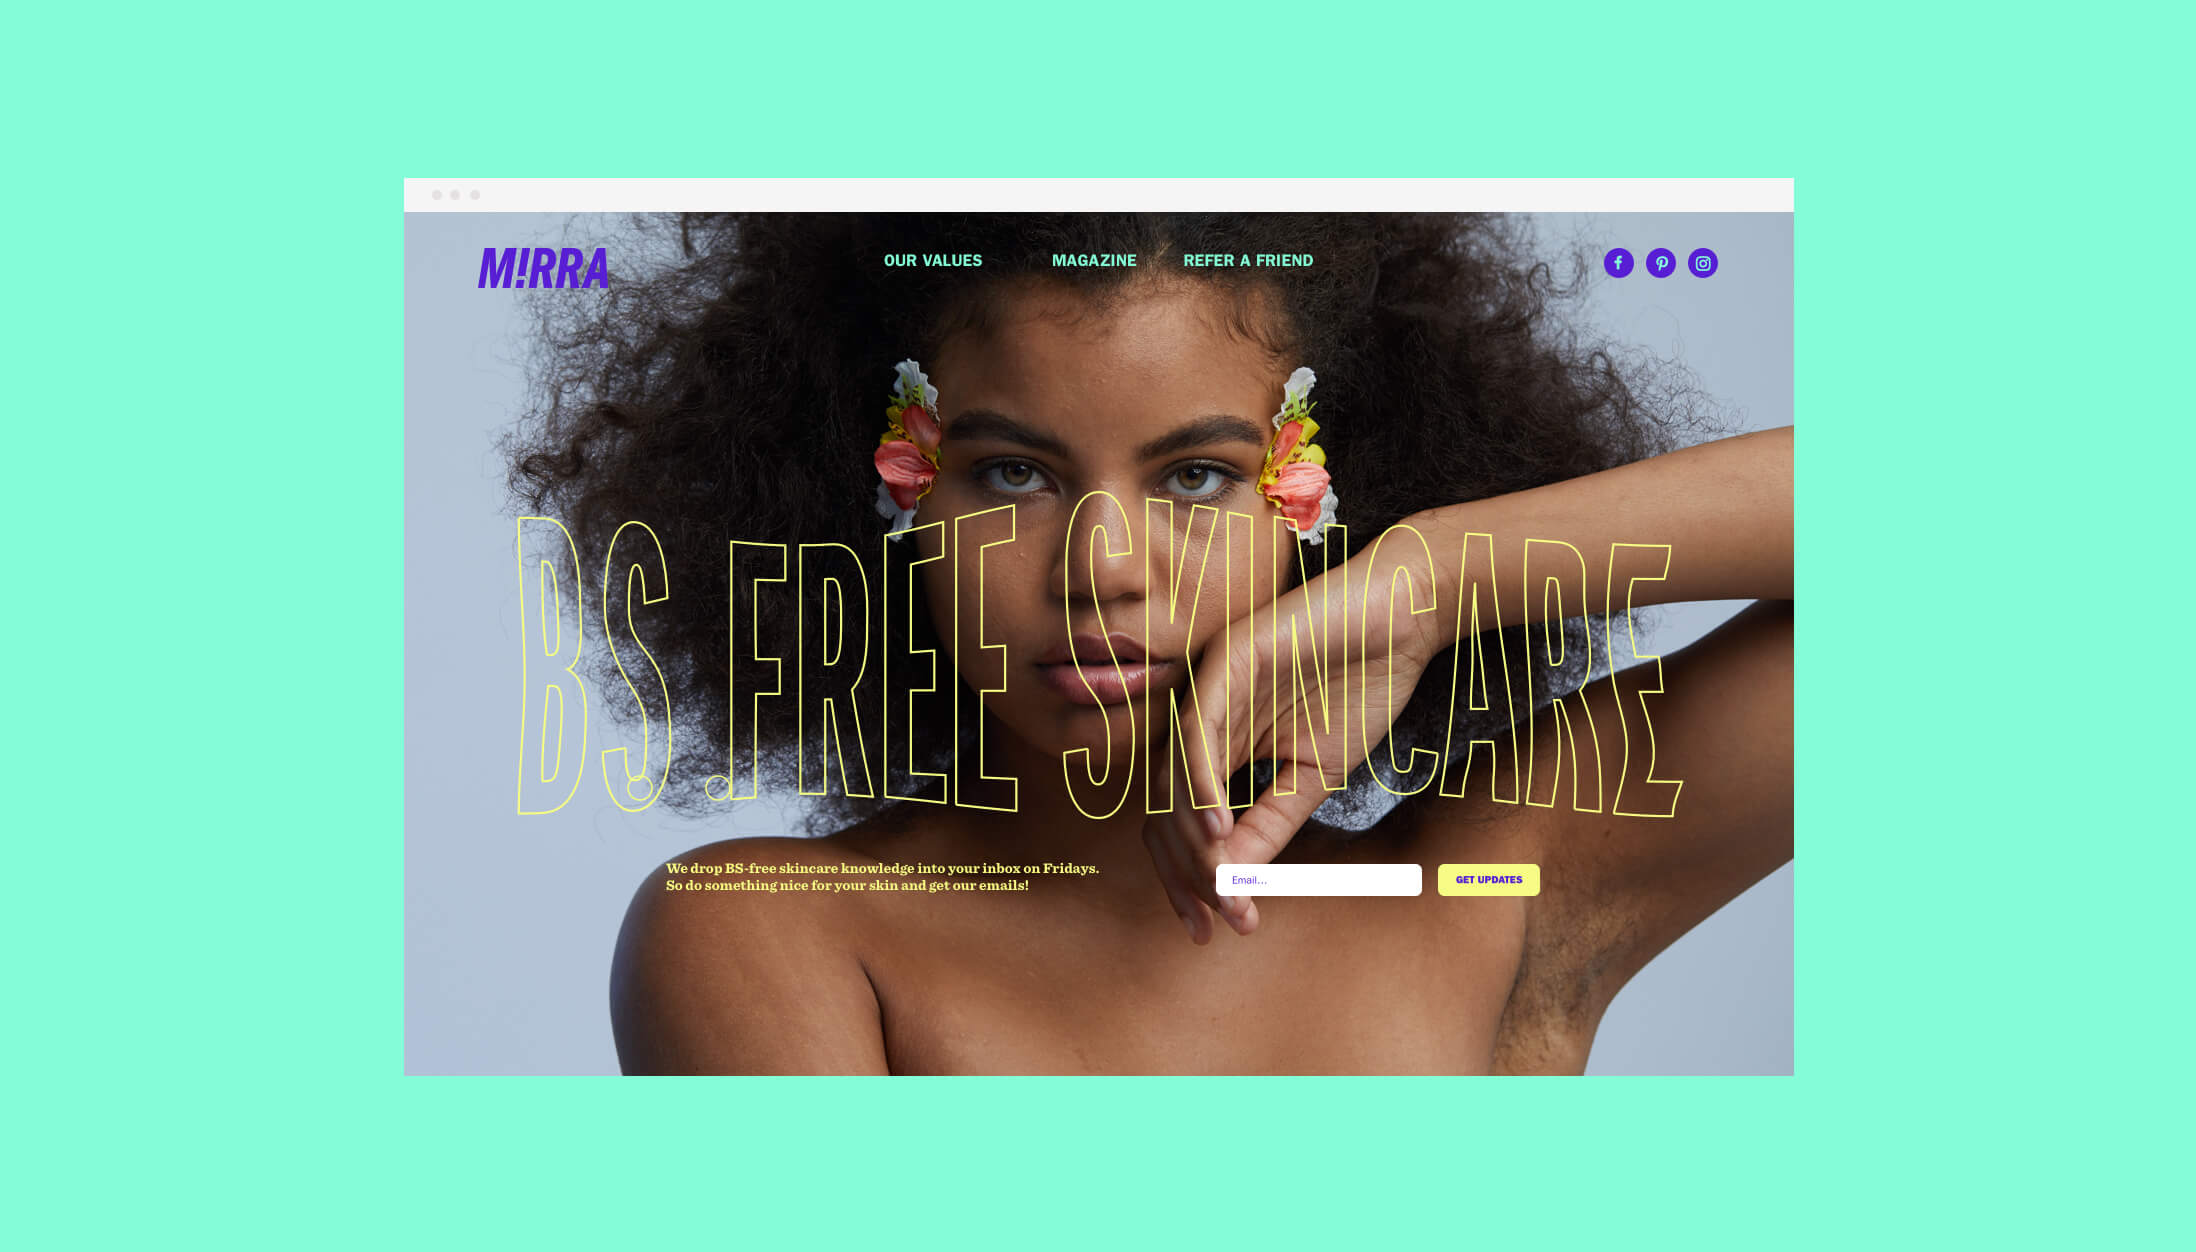 M!RRA
OUR VALUES
MAGAZINE
REFER A FRIEND
BS.FREE SKINCARE
We drop BS-free skincare knowledge into your inbox on Fridays.
So do something nice for your skin and get our emails!
Email...
GET UPDATES